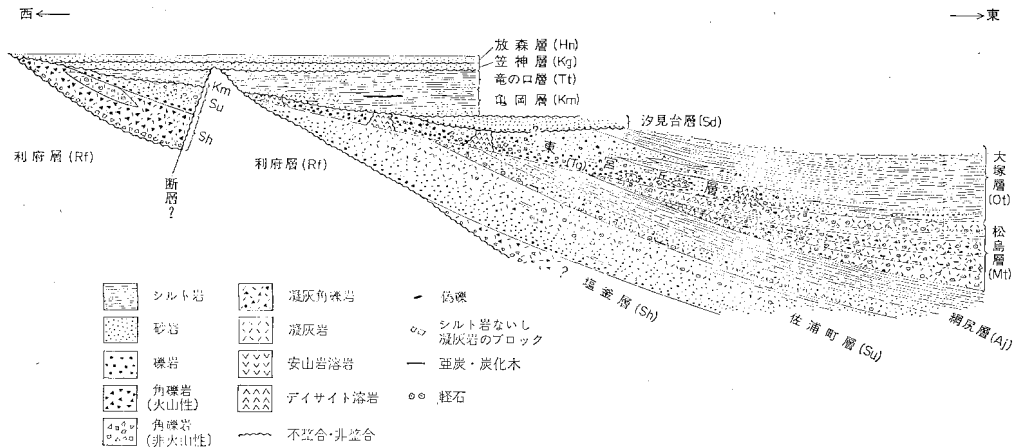 西←
→東
放森層(Hn)
笠神層(Kg)
竜の口層(Tt)
亀岡層(Km)
汐見台層(Sd)
Km
Su
Sh
利府層(Rf)
断層?
利府層(Rf)
?
東
(Tg)
宮
浜
層
?
大塚層(Ot)
松島層(Mt)
塩釜層(Sh)
佐浦町層(Su)
網尻層(Aj)
シルト岩
砂岩
礫岩
角礫岩
(火山性)
角礫岩
(非火山性)
凝灰角礫岩
凝灰岩
安山岩溶岩
デイサイト溶岩
不整合・非整合
偽礫
シルト岩ないし
凝灰岩のブロック
亜炭・炭化木
軽石